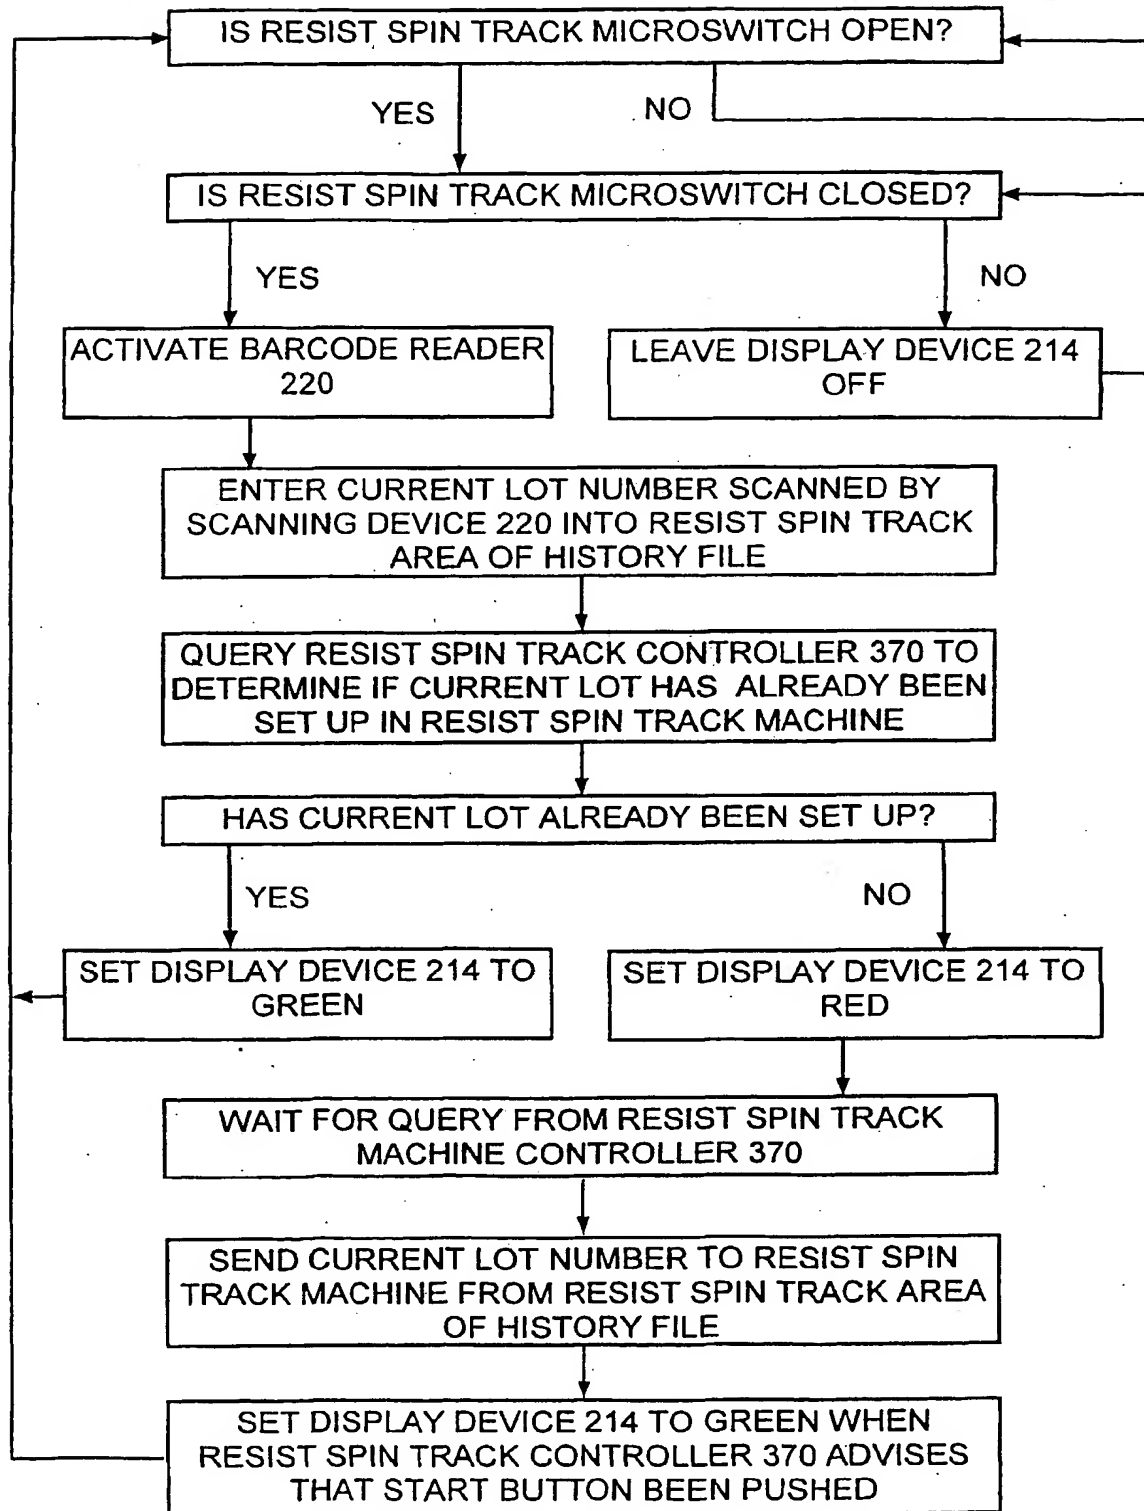 IS RESIST SPIN TRACK MICROSWITCH OPEN?
YES
NO
IS RESIST SPIN TRACK MICROSWITCH CLOSED?
YES
NO
ACTIVATE BARCODE READER
220
LEAVE DISPLAY DEVICE 214
OFF
ENTER CURRENT LOT NUMBER SCANNED BY
SCANNING DEVICE 220 INTO RESIST SPIN TRACK
AREA OF HISTORY FILE
QUERY RESIST SPIN TRACK CONTROLLER 370 TO
DETERMINE IF CURRENT LOT HAS ALREADY BEEN
SET UP IN RESIST SPIN TRACK MACHINE
HAS CURRENT LOT ALREADY BEEN SET UP?
YES
NO
SET DISPLAY DEVICE 214 TO
GREEN
SET DISPLAY DEVICE 214 TO
RED
WAIT FOR QUERY FROM RESIST SPIN TRACK
MACHINE CONTROLLER 370
SEND CURRENT LOT NUMBER TO RESIST SPIN
TRACK MACHINE FROM RESIST SPIN TRACK AREA
OF HISTORY FILE
SET DISPLAY DEVICE 214 TO GREEN WHEN
RESIST SPIN TRACK CONTROLLER 370 ADVISES
THAT START BUTTON BEEN PUSHED